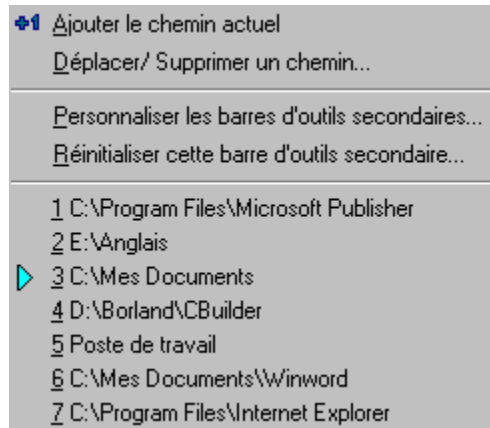 Ajouter le chemin actuel
Déplacer/ Supprimer un chemin...
Personnaliser les barres d'outils secondaires...
Réinitialiser cette barre d'outils secondaire...
1 C:\Program Files\Microsoft Publisher
2 E:\Anglais
3 C:\Mes Documents
4 D:\Borland\CBuilder
5 Poste de travail
6 C:\Mes Documents\Winword
7 C:\Program Files\Internet Explorer